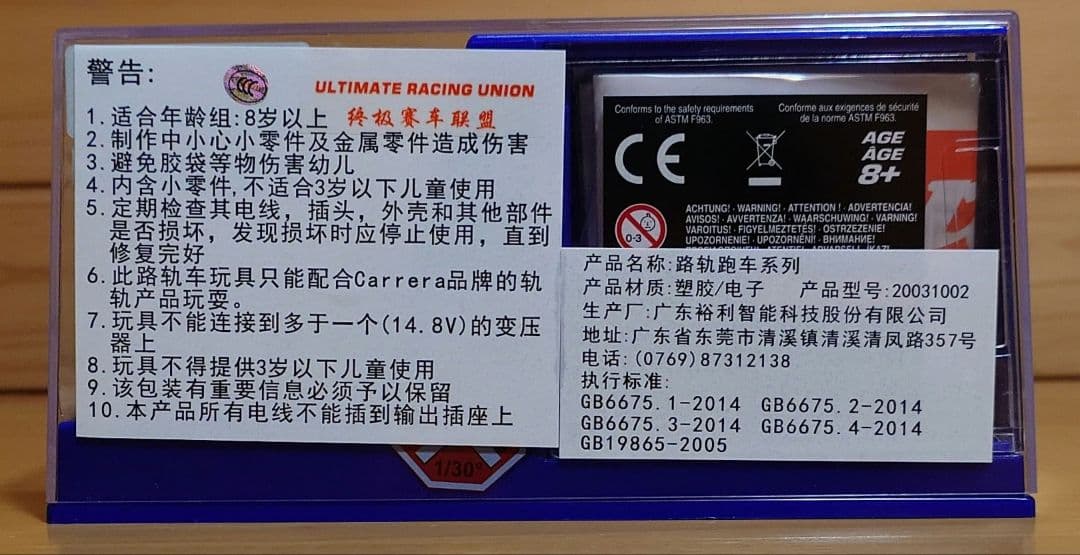 警告:
ULTIMATE RACING UNION
终极赛车联盟
1.适合年龄组:8岁以上
2.制作中小心小零件及金属零件造成伤害
3.避免胶袋等物伤害幼儿
4.内含小零件,不适合3岁以下儿童使用
5.定期检查其电线，插头，外壳和其他部件
是否损坏，发现损坏时应停止使用，直到
修复完好
6.此路轨车玩具只能配合Carrera品牌的轨
轨产品玩耍。
7.玩具不能连接到多于一个(14.8V)的变压
器上
8.玩具不得提供3岁以下儿童使用
9.该包装有重要信息必须予以保留
10.本产品所有电线不能插到输出插座上
Conforms to the safety requirements
of ASTM F963.
Conforme aux exigences de sécurité
de la norme ASTM F963.
CE
AGE
ÂGE
8+
0-3
ACHTUNG! · WARNING! · ATTENTION! · ADVERTENCIA!
AVISOS! · AVVERTENZA! · WAARSCHUWING! · VARNING!
VAROITUS! · FIGYELMEZTETÉS! · OSTRZEŻENIE!
UPOZORNENIE! · UPOZORNĚNÍ! · ВНИМАНИЕ!
产品名称:路轨跑车系列
产品材质:塑胶/电子 产品型号:20031002
生产厂:广东裕利智能科技股份有限公司
地址:广东省东莞市清溪镇清溪清凤路357号
电话:(0769)87312138
执行标准:
GB6675.1-2014 GB6675.2-2014
GB6675.3-2014 GB6675.4-2014
GB19865-2005
1/30°